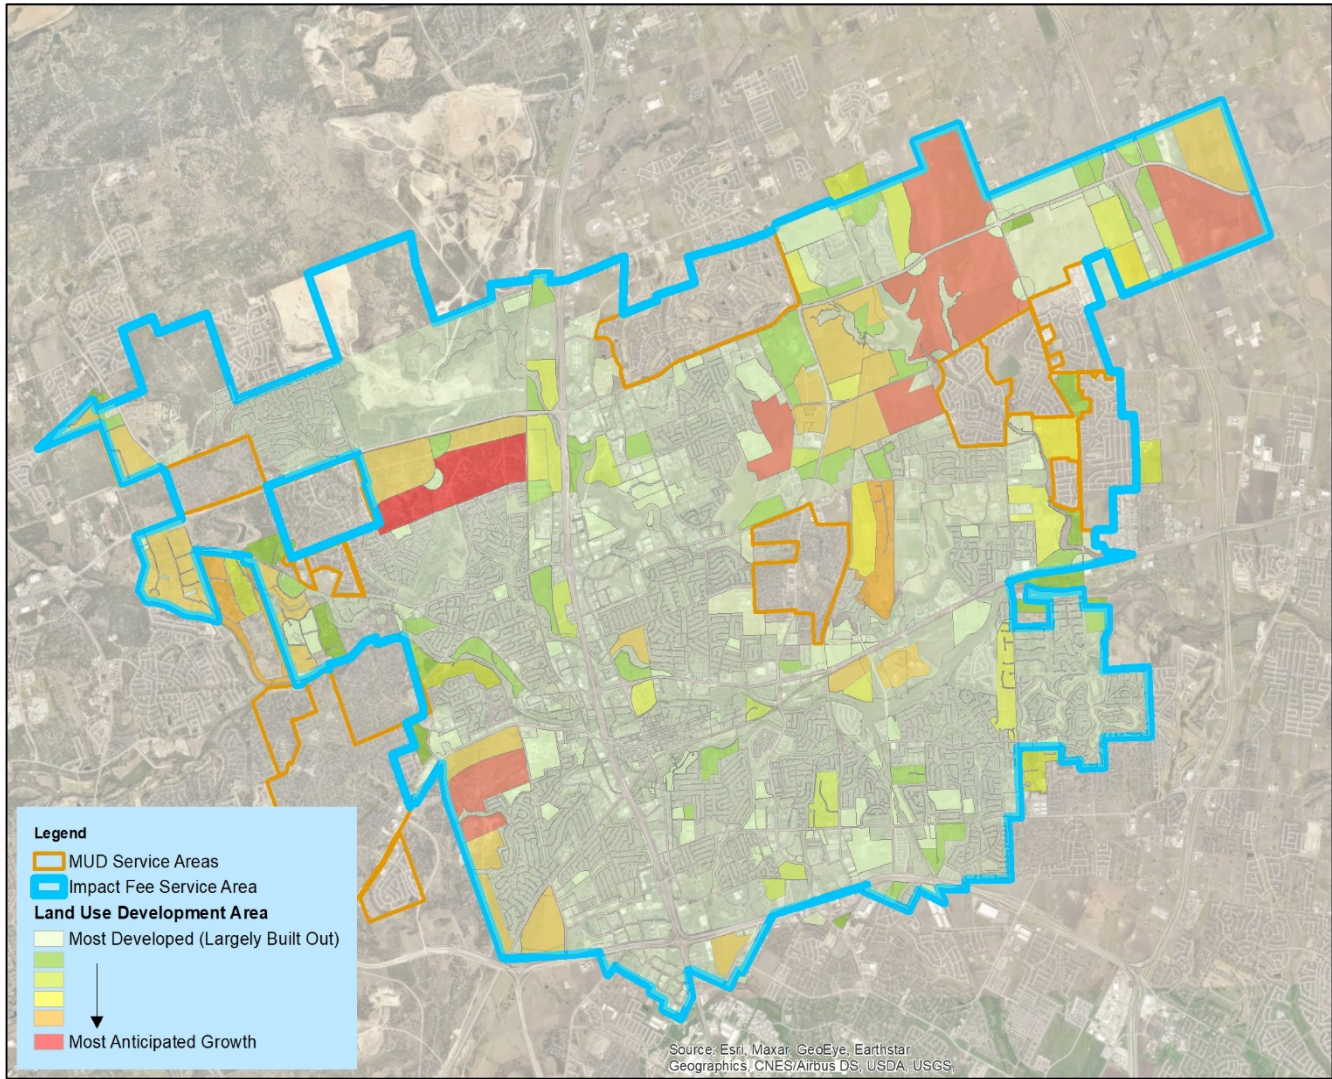 Legend
MUD Service Areas
Impact Fee Service Area
Land Use Development Area
Most Developed (Largely Built Out)
Most Anticipated Growth
Source: Esri, Maxar, GeoEye, Earthstar
Geographics, CNES/Airbus DS, USDA, USGS,